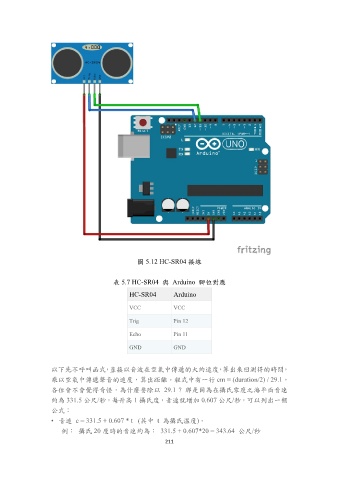 HC-SR04
UNO
Arduino
fritzing
圖 5.12 HC-SR04 接線
表 5.7 HC-SR04 與 Arduino 腳位對應
HC-SR04 Arduino
VCC VCC
Trig Pin 12
Echo Pin 11
GND GND
以下先不呼叫函式,直接以音波在空氣中傳遞的大約速度,算出來回測得的時間,
乘以空氣中傳遞聲音的速度,算出距離。程式中有一行 cm = (duration/2) / 29.1,
各位會不會覺得奇怪,為什麼要除以 29.1?那是因為在攝氏零度之海平面音速
約為 331.5 公尺/秒,每升高 1 攝氏度,音速就增加 0.607 公尺/秒,可以列出一個
公式:
• 音速 c = 331.5 + 0.607 * t (其中 t 為攝氏溫度)。
例: 攝氏 20 度時的音速約為: 331.5 + 0.607*20 = 343.64 公尺/秒
211